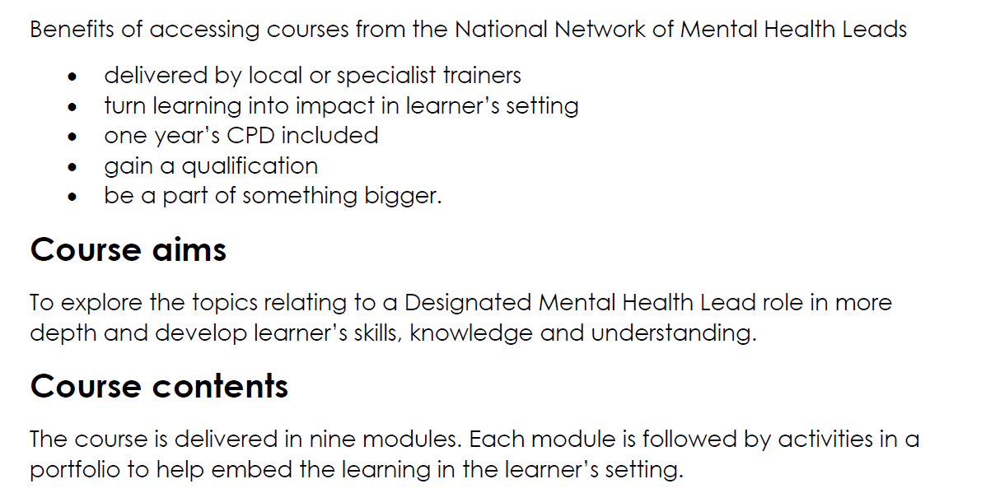 Benefits of accessing courses from the National Network of Mental Health Leads
• delivered by local or specialist trainers
• turn learning into impact in learner’s setting
• one year’s CPD included
• gain a qualification
• be a part of something bigger.
Course aims
To explore the topics relating to a Designated Mental Health Lead role in more
depth and develop learner’s skills, knowledge and understanding.
Course contents
The course is delivered in nine modules. Each module is followed by activities in a
portfolio to help embed the learning in the learner’s setting.